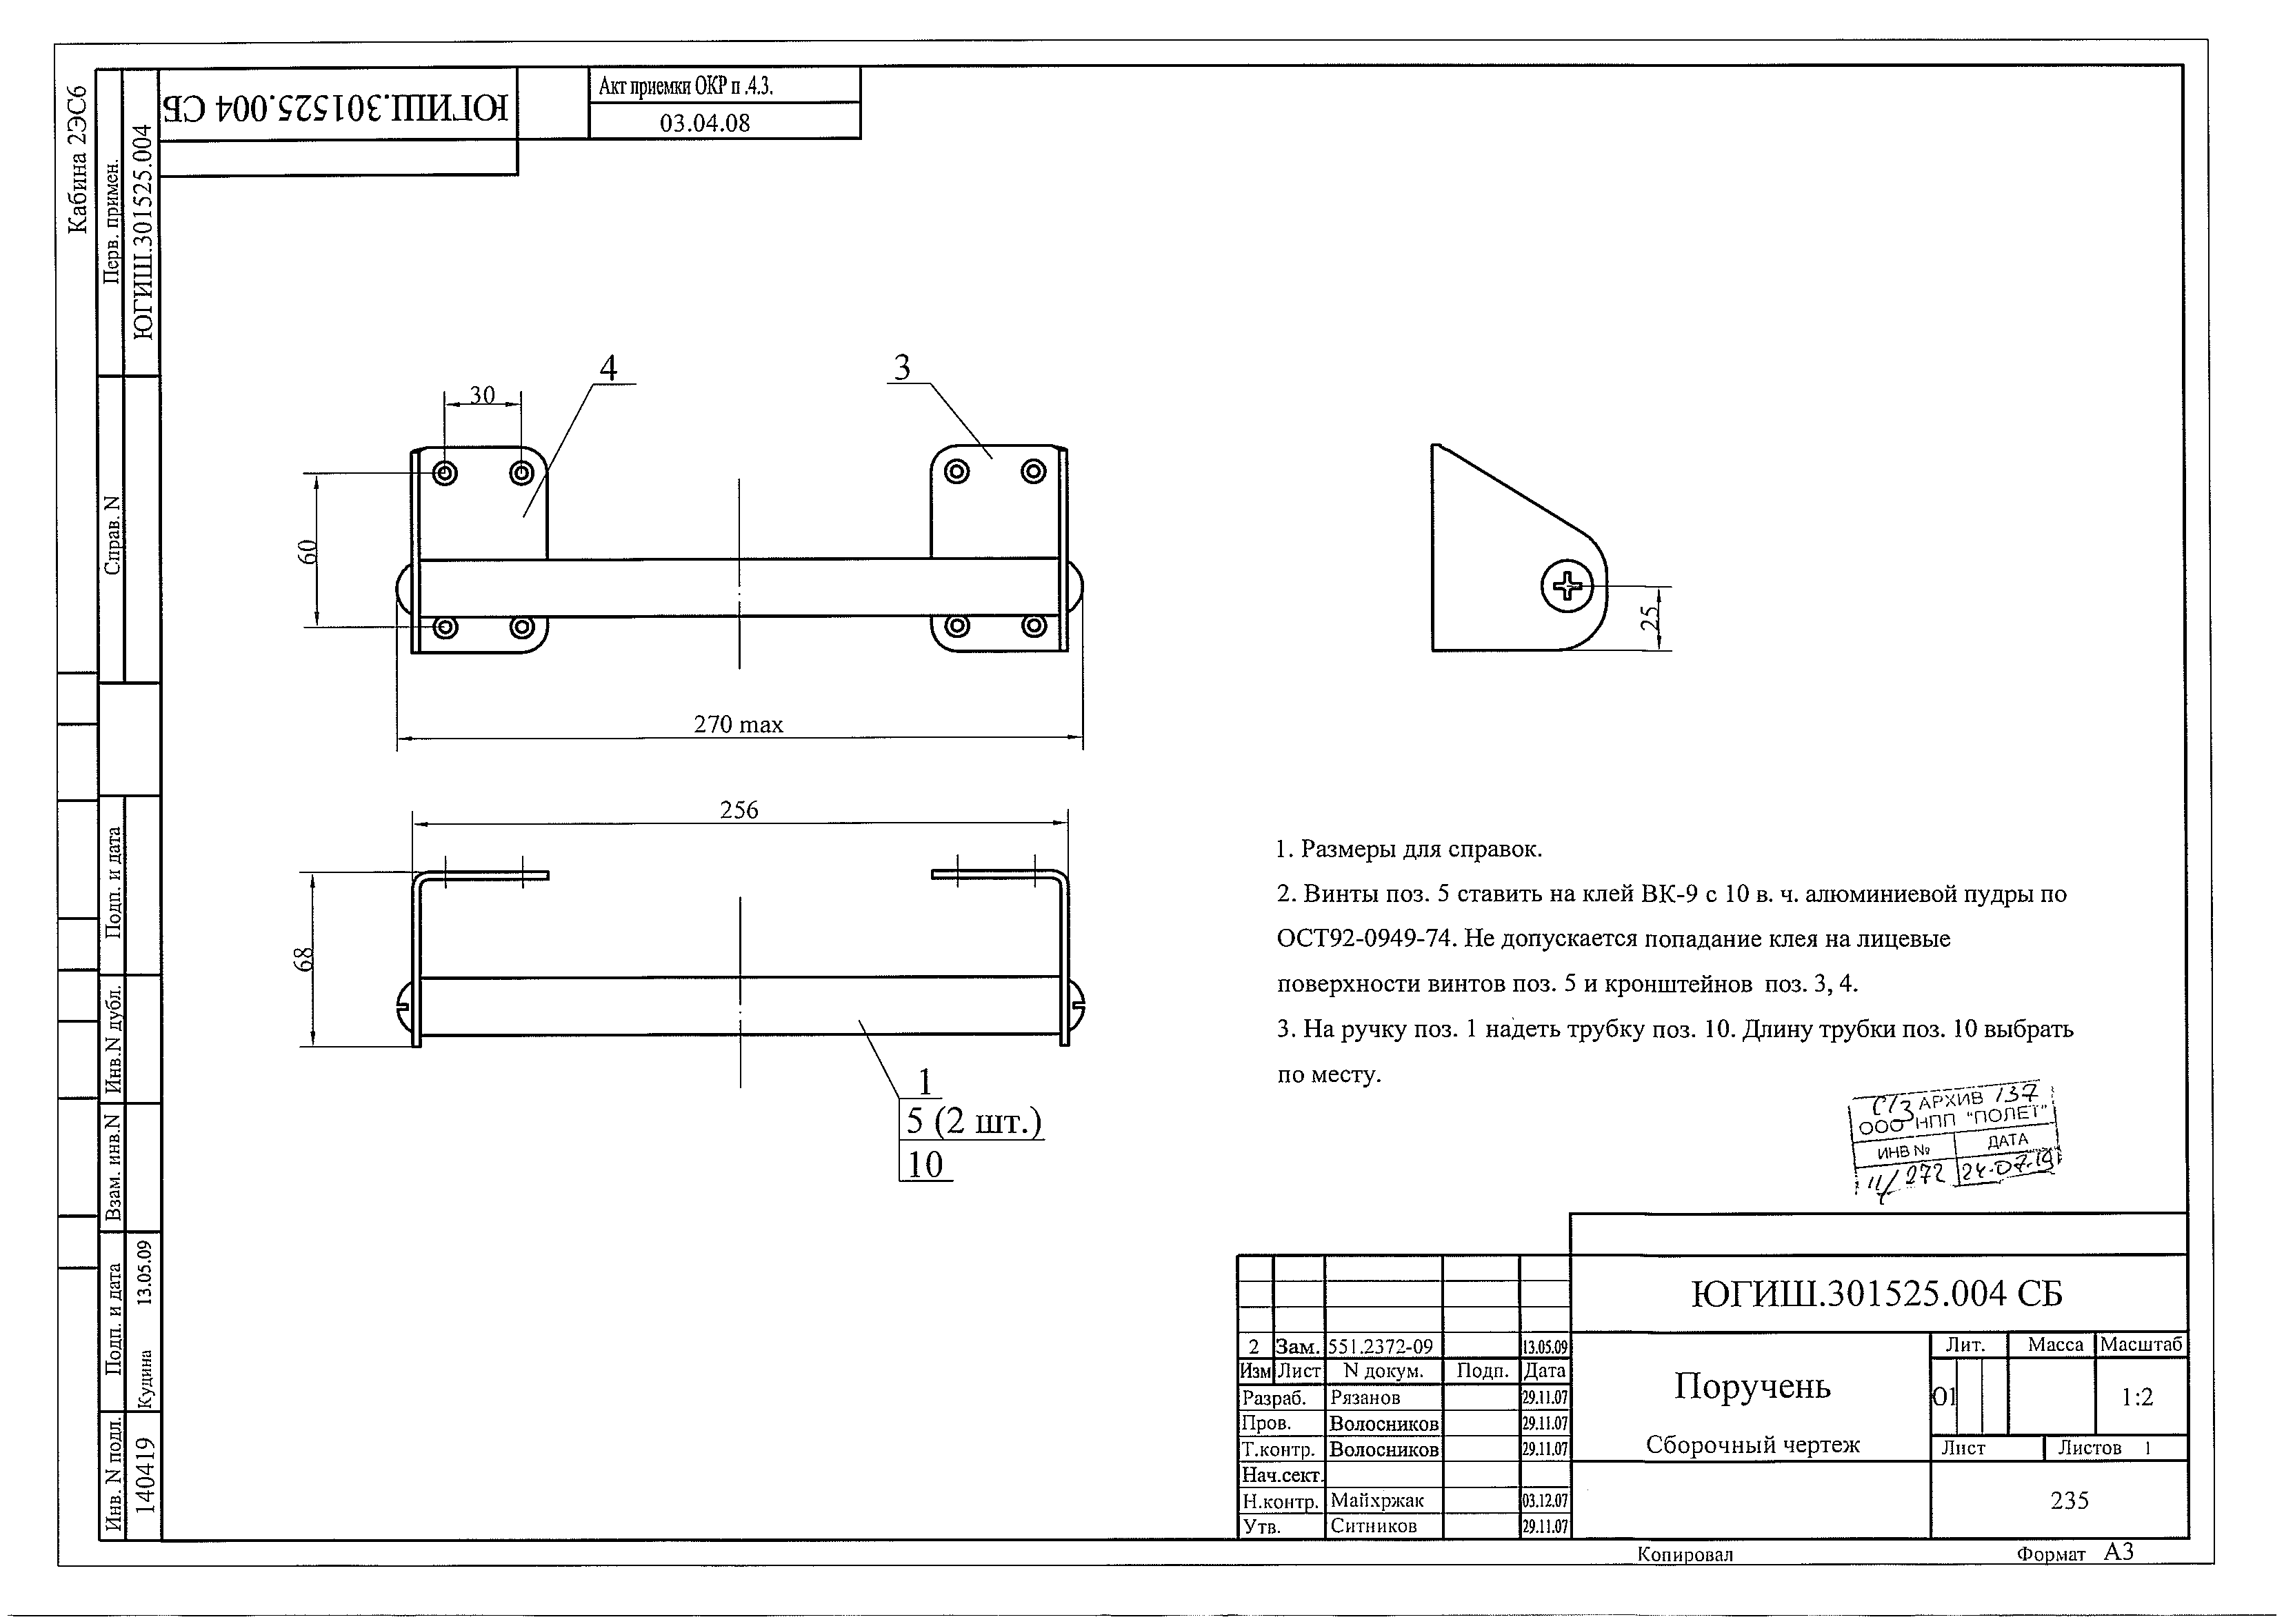 Кабина 2ЭС6
Перв. примен.
ЮГИШ.301525.004
ЮГИШ.301525.004 СБ
Акт приемки ОКР п .4.3.
03.04.08
Справ. N
4
3
30
60
25
270 max
256
68
1
5 (2 шт.)
10
1. Размеры для справок.
2. Винты поз. 5 ставить на клей ВК-9 с 10 в. ч. алюминиевой пудры по
ОСТ92-0949-74. Не допускается попадание клея на лицевые
поверхности винтов поз. 5 и кронштейнов поз. 3, 4.
3. На ручку поз. 1 надеть трубку поз. 10. Длину трубки поз. 10 выбрать
по месту.
АРХИВ 137
ООО НПП "ПОЛЕТ"
ИНВ № ДАТА
11/272 24.07.19
Подп. и дата
Инв.N дубл.
Взам. инв.N
Подп. и дата
Куцина 13.05.09
Инв. N подл.
140419
ЮГИШ.301525.004 СБ
2 Зам. 551.2372-09 13.05.09
Изм Лист N докум. Подп. Дата
Разраб. Рязанов 29.11.07
Пров. Волосников 29.11.07
Т.контр. Волосников 29.11.07
Нач.сект.
Н.контр. Майхржак 03.12.07
Утв. Ситников 29.11.07
Поручень
Сборочный чертеж
Лит. Масса Масштаб
О1 1:2
Лист Листов 1
235
Копировал Формат А3